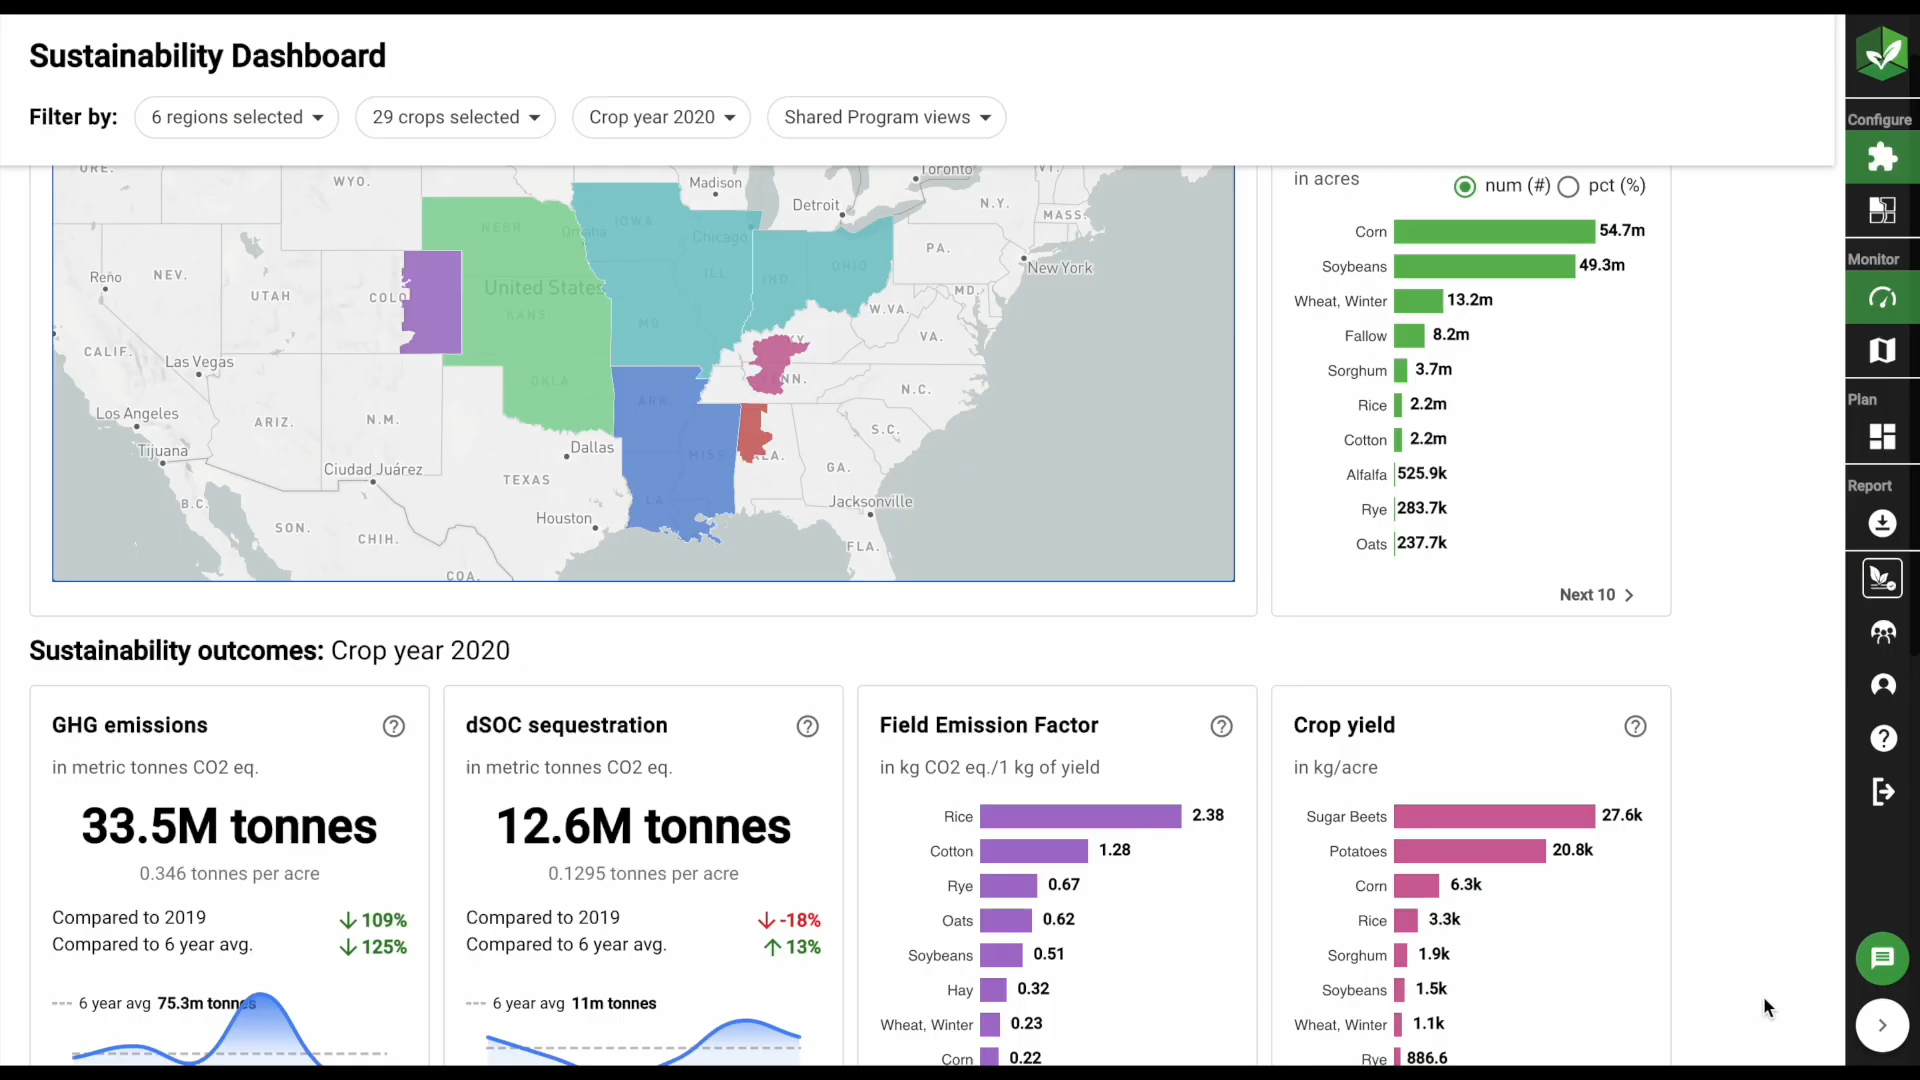 Sustainability Dashboard
Filter by:
6 regions selected
29 crops selected
Crop year 2020
Shared Program views
ORE.
WYO.
Madison
Toronto
VT.
Detroit
N.Y.
MASS.
NEBR.
Omaha
IOWA
Chicago
PA.
New York
Reno
NEV.
UTAH
COLO
United States
KANS.
ILL
IND.
OHIO
MD.
W.VA.
VA.
MO.
KY.
CALIF.
Las Vegas
OKLA.
TENN.
N.C.
Los Angeles
ARIZ.
N.M.
ARK.
S.C.
Tijuana
Dallas
MISS.
ALA.
GA.
Ciudad Juárez
TEXAS
LA.
Jacksonville
B.C.
SON.
CHIH.
Houston
FLA.
COA.
in acres
num (#)
pct (%)
Corn 54.7m
Soybeans 49.3m
Wheat, Winter 13.2m
Fallow 8.2m
Sorghum 3.7m
Rice 2.2m
Cotton 2.2m
Alfalfa 525.9k
Rye 283.7k
Oats 237.7k
Next 10
Sustainability outcomes: Crop year 2020
GHG emissions
in metric tonnes CO2 eq.
33.5M tonnes
0.346 tonnes per acre
Compared to 2019 109%
Compared to 6 year avg. 125%
6 year avg 75.3m tonnes
dSOC sequestration
in metric tonnes CO2 eq.
12.6M tonnes
0.1295 tonnes per acre
Compared to 2019 -18%
Compared to 6 year avg. 13%
6 year avg 11m tonnes
Field Emission Factor
in kg CO2 eq./1 kg of yield
Rice 2.38
Cotton 1.28
Rye 0.67
Oats 0.62
Soybeans 0.51
Hay 0.32
Wheat, Winter 0.23
Corn 0.22
Crop yield
in kg/acre
Sugar Beets 27.6k
Potatoes 20.8k
Corn 6.3k
Rice 3.3k
Sorghum 1.9k
Soybeans 1.5k
Wheat, Winter 1.1k
Rye 886.6
Configure
Monitor
Plan
Report